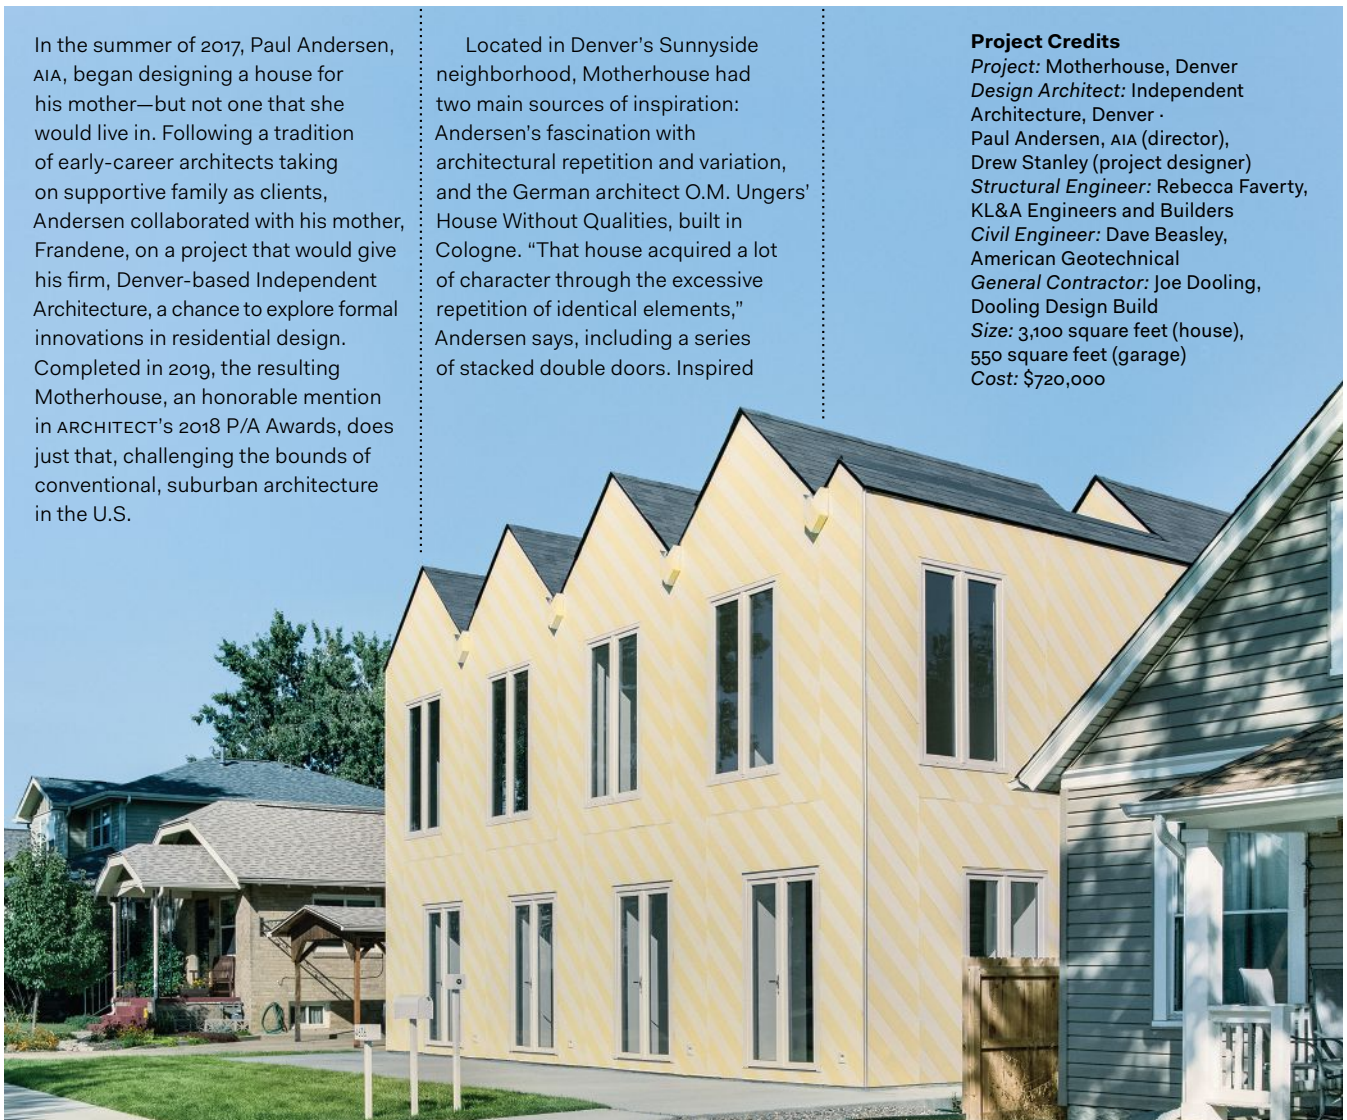 In the summer of 2017, Paul Andersen,
AIA, began designing a house for
his mother—but not one that she
would live in. Following a tradition
of early-career architects taking
on supportive family as clients,
Andersen collaborated with his mother,
Frandene, on a project that would give
his firm, Denver-based Independent
Architecture, a chance to explore formal
innovations in residential design.
Completed in 2019, the resulting
Motherhouse, an honorable mention
in ARCHITECT’s 2018 P/A Awards, does
just that, challenging the bounds of
conventional, suburban architecture
in the U.S.
Located in Denver’s Sunnyside
neighborhood, Motherhouse had
two main sources of inspiration:
Andersen’s fascination with
architectural repetition and variation,
and the German architect O.M. Ungers’
House Without Qualities, built in
Cologne. “That house acquired a lot
of character through the excessive
repetition of identical elements,”
Andersen says, including a series
of stacked double doors. Inspired
Project Credits
Project: Motherhouse, Denver
Design Architect: Independent
Architecture, Denver ·
Paul Andersen, AIA (director),
Drew Stanley (project designer)
Structural Engineer: Rebecca Faverty,
KL&A Engineers and Builders
Civil Engineer: Dave Beasley,
American Geotechnical
General Contractor: Joe Dooling,
Dooling Design Build
Size: 3,100 square feet (house),
550 square feet (garage)
Cost: $720,000